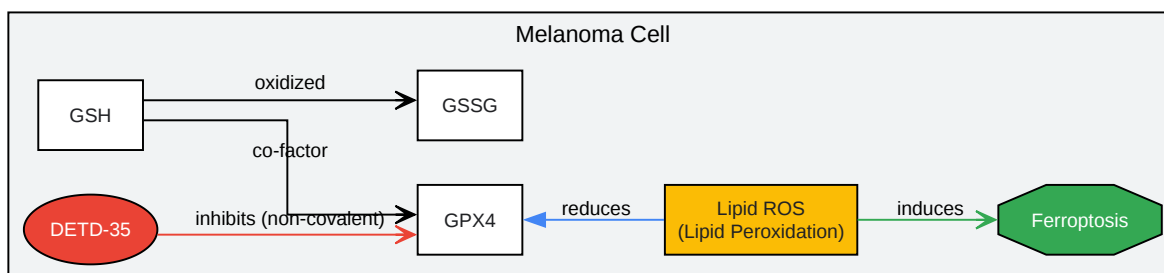 Melanoma Cell
oxidized
GSH
GSSG
co-factor
DETD-35
inhibits (non-covalent)
GPX4
reduces
Lipid ROS
(Lipid Peroxidation)
induces
Ferroptosis